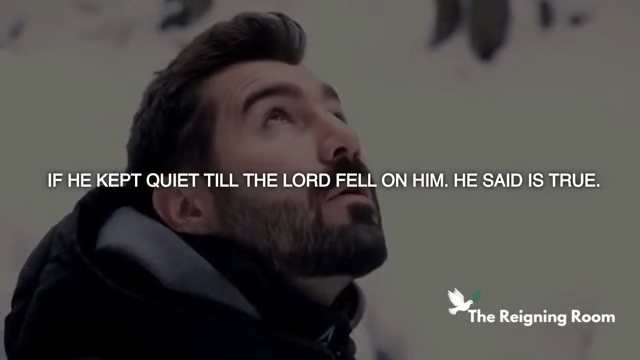 IF HE KEPT QUIET TILL THE LORD FELL ON HIM. HE SAID IS TRUE.
The Reigning Room